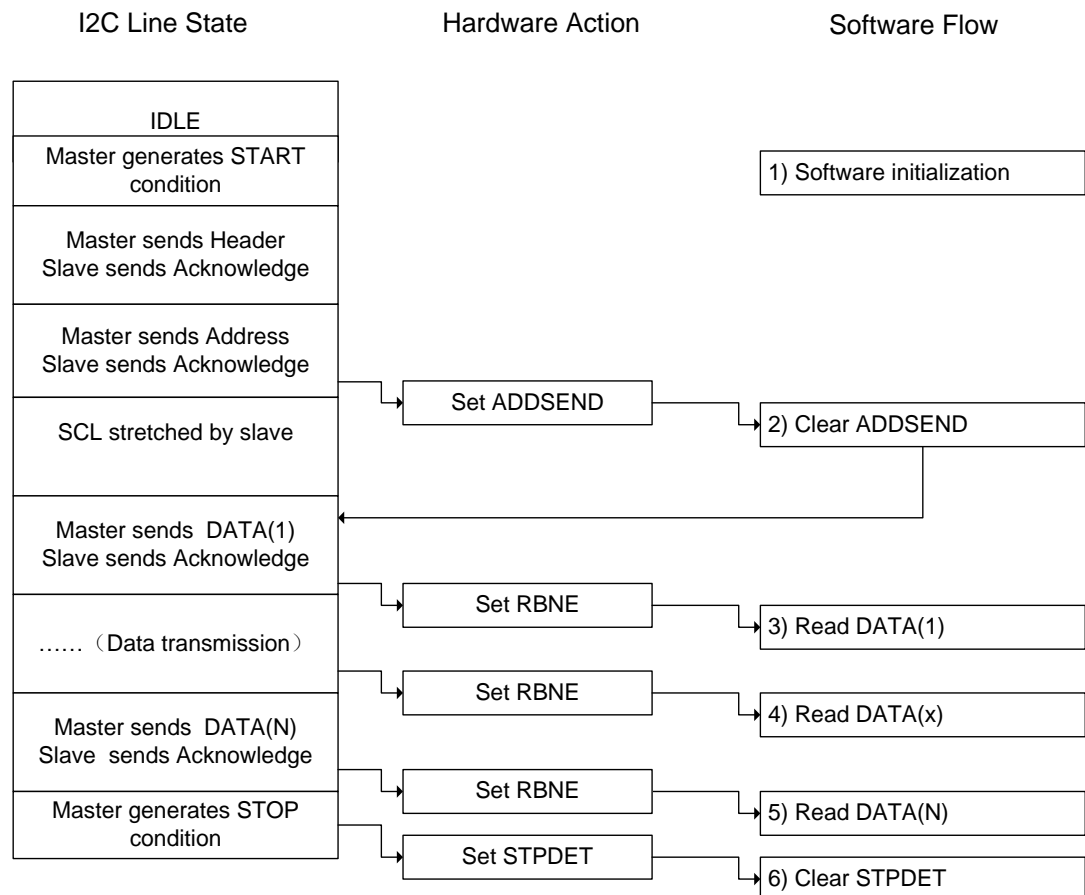 I2C Line State
Hardware Action
Software Flow
IDLE
Master generates START
condition
1) Software initialization
Master sends Header
Slave sends Acknowledge
Master sends Address
Slave sends Acknowledge
Set ADDSEND
2) Clear ADDSEND
SCL stretched by slave
Master sends  DATA(1)
Slave sends Acknowledge
Set RBNE
3) Read DATA(1)
……（Data transmission）
Set RBNE
4) Read DATA(x)
Master sends  DATA(N)
Slave  sends Acknowledge
Set RBNE
5) Read DATA(N)
Master generates STOP
condition
Set STPDET
6) Clear STPDET